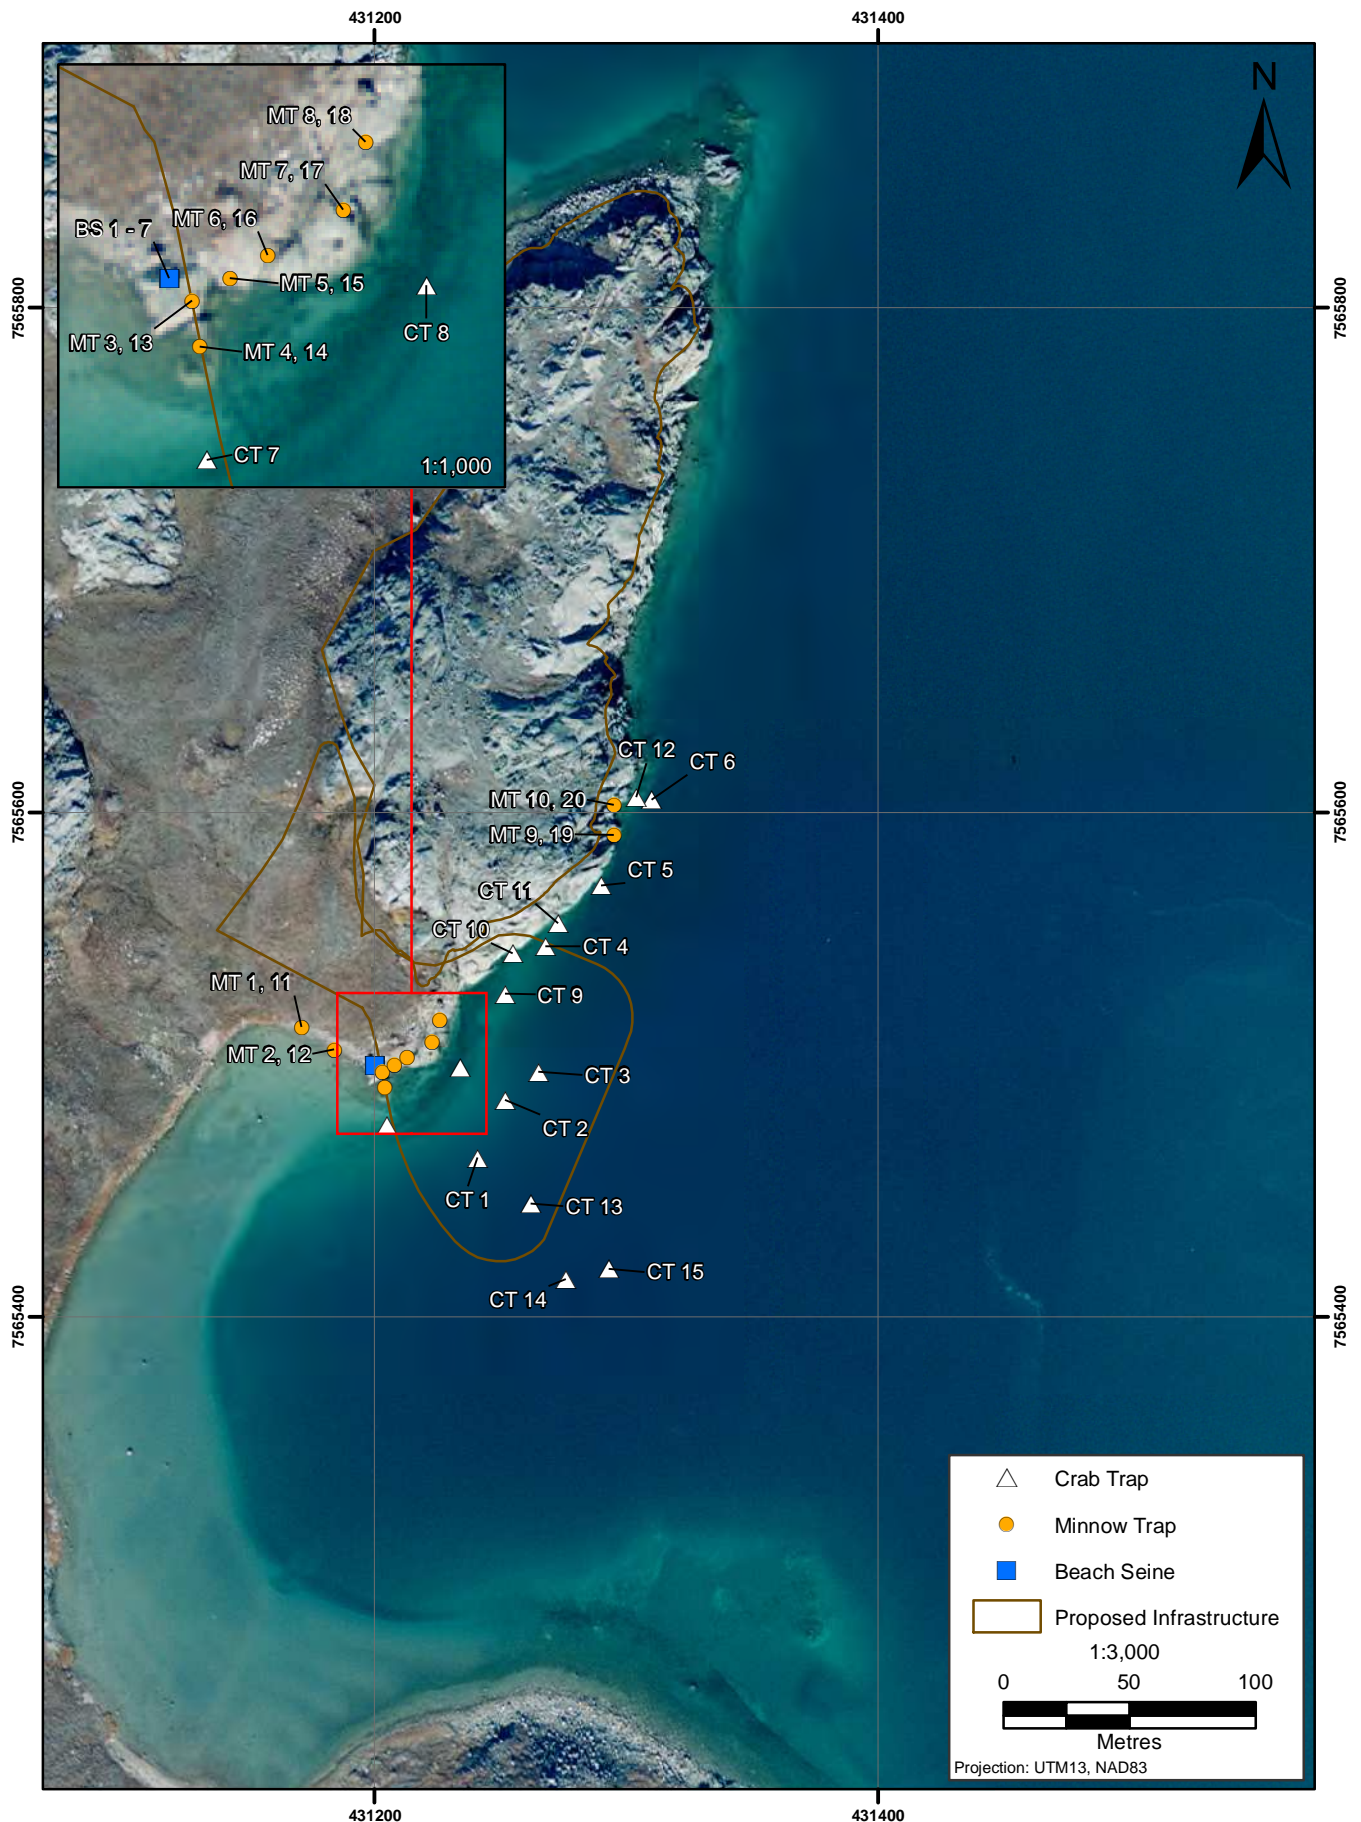 431200
431400
N
MT 8, 18
MT 7, 17
MT 6, 16
BS 1 - 7
MT 5, 15
7565800
7565800
CT 8
MT 3, 13
MT 4, 14
CT 7
1:1,000
CT 12
CT 6
MT 10, 20
7565600
7565600
MT 9, 19
CT 5
CT 11
CT 10
CT 4
MT 1, 11
CT 9
MT 2, 12
CT 3
CT 2
CT 1
CT 13
CT 15
CT 14
7565400
7565400
Crab Trap
Minnow Trap
Beach Seine
Proposed Infrastructure
1:3,000
0 50 100
Metres
Projection: UTM13, NAD83
431200
431400